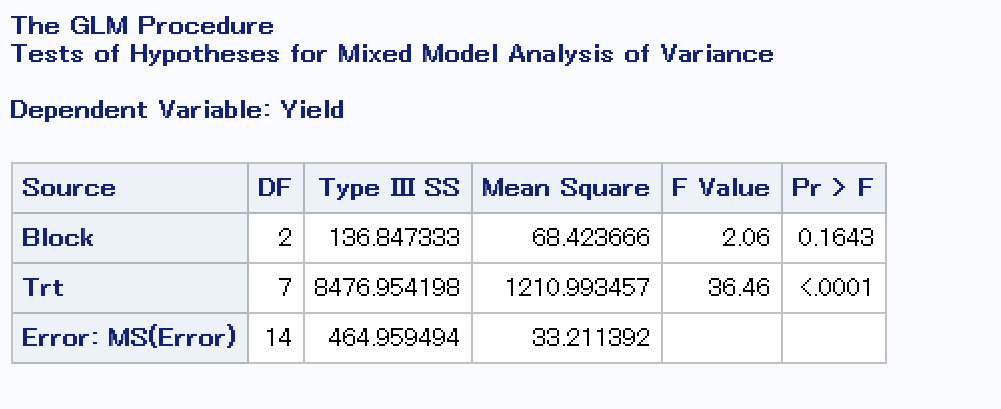 The GLM Procedure
Tests of Hypotheses for Mixed Model Analysis of Variance
Dependent Variable: Yield
Source DF Type III SS Mean Square F Value Pr > F
Block 2 136.847333 68.423666 2.06 0.1643
Trt 7 8476.954198 1210.993457 36.46 <.0001
Error: MS(Error) 14 464.959494 33.211392